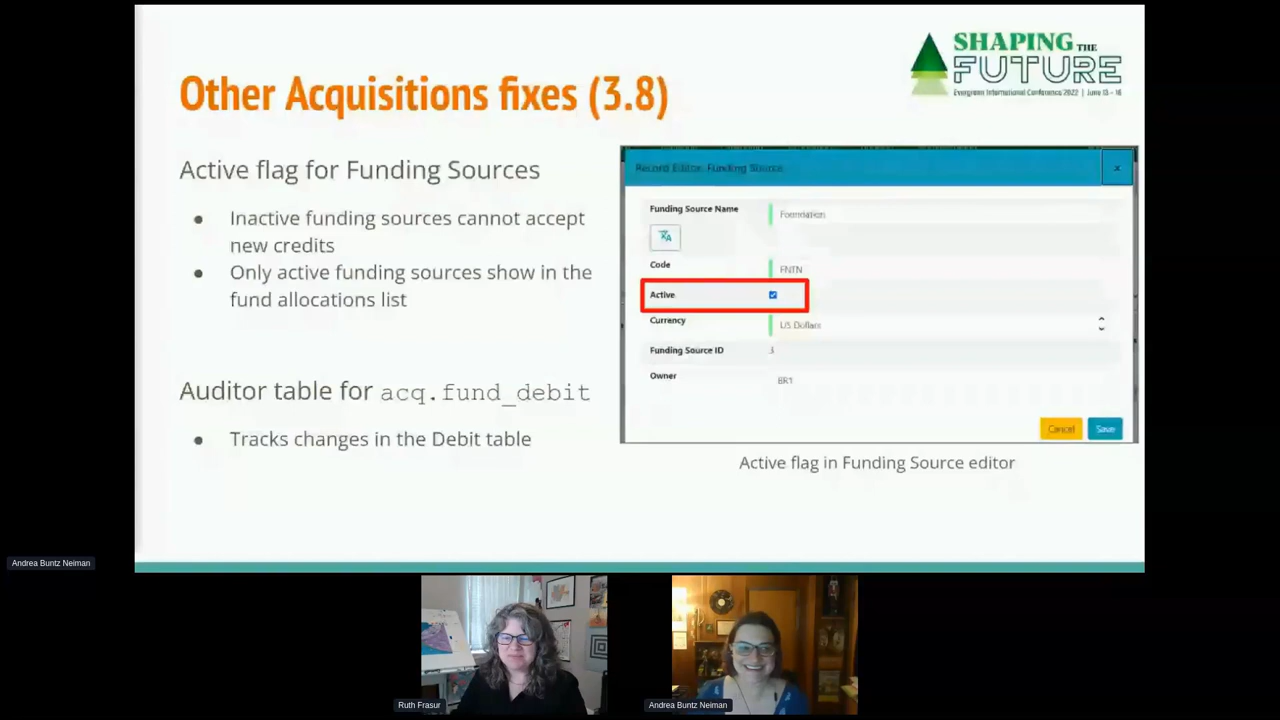 SHAPING THE
FUTURE
Evergreen International Conference 2022 | June 13 - 16
Other Acquisitions fixes (3.8)
Active flag for Funding Sources
● Inactive funding sources cannot accept
new credits
● Only active funding sources show in the
fund allocations list
Auditor table for acq.fund_debit
● Tracks changes in the Debit table
Record Editor: Funding Source
×
Funding Source Name
Foundation
Code
FNTN
Active
Currency
US Dollars
Funding Source ID
3
Owner
BR1
Cancel
Save
Active flag in Funding Source editor
Andrea Buntz Neiman
Ruth Frasur
Andrea Buntz Neiman